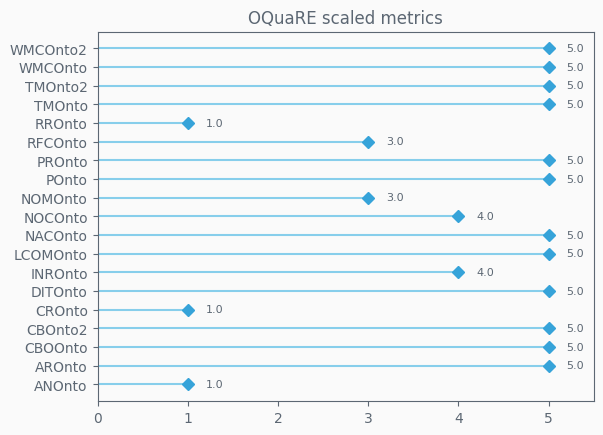 OQuaRE scaled metrics
WMCOnto2 5.0
WMCOnto 5.0
TMOnto2 5.0
TMOnto 5.0
RROnto 1.0
RFCOnto 3.0
PROnto 5.0
POnto 5.0
NOMOnto 3.0
NOCOnto 4.0
NACOnto 5.0
LCOMOnto 5.0
INROnto 4.0
DITOnto 5.0
CROnto 1.0
CBOnto2 5.0
CBOOnto 5.0
AROnto 5.0
ANOnto 1.0
0 1 2 3 4 5